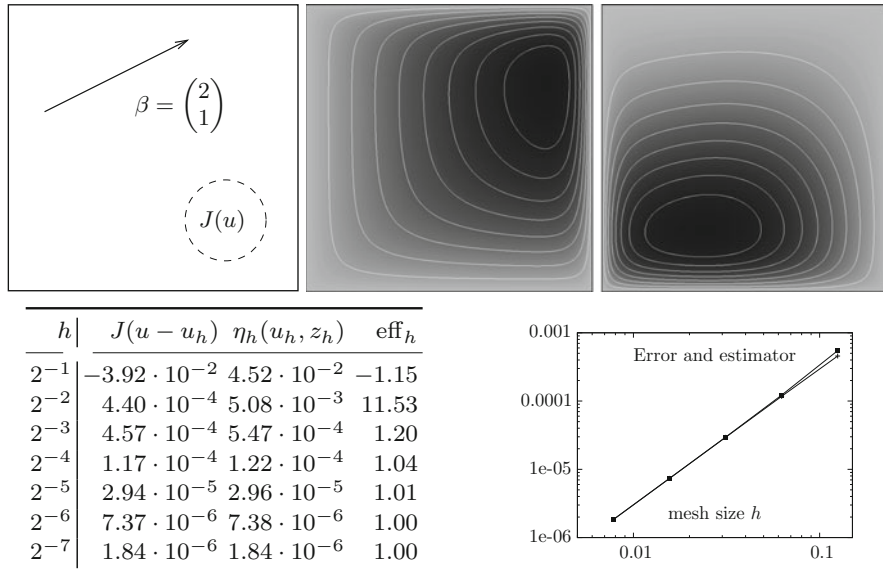 β = (2 1)
J(u)
h J(u − u_h) η_h(u_h, z_h) eff_h
2⁻¹ −3.92 · 10⁻² 4.52 · 10⁻² −1.15
2⁻² 4.40 · 10⁻⁴ 5.08 · 10⁻³ 11.53
2⁻³ 4.57 · 10⁻⁴ 5.47 · 10⁻⁴ 1.20
2⁻⁴ 1.17 · 10⁻⁴ 1.22 · 10⁻⁴ 1.04
2⁻⁵ 2.94 · 10⁻⁵ 2.96 · 10⁻⁵ 1.01
2⁻⁶ 7.37 · 10⁻⁶ 7.38 · 10⁻⁶ 1.00
2⁻⁷ 1.84 · 10⁻⁶ 1.84 · 10⁻⁶ 1.00
0.001
Error and estimator
0.0001
1e-05
mesh size h
1e-06
0.01 0.1